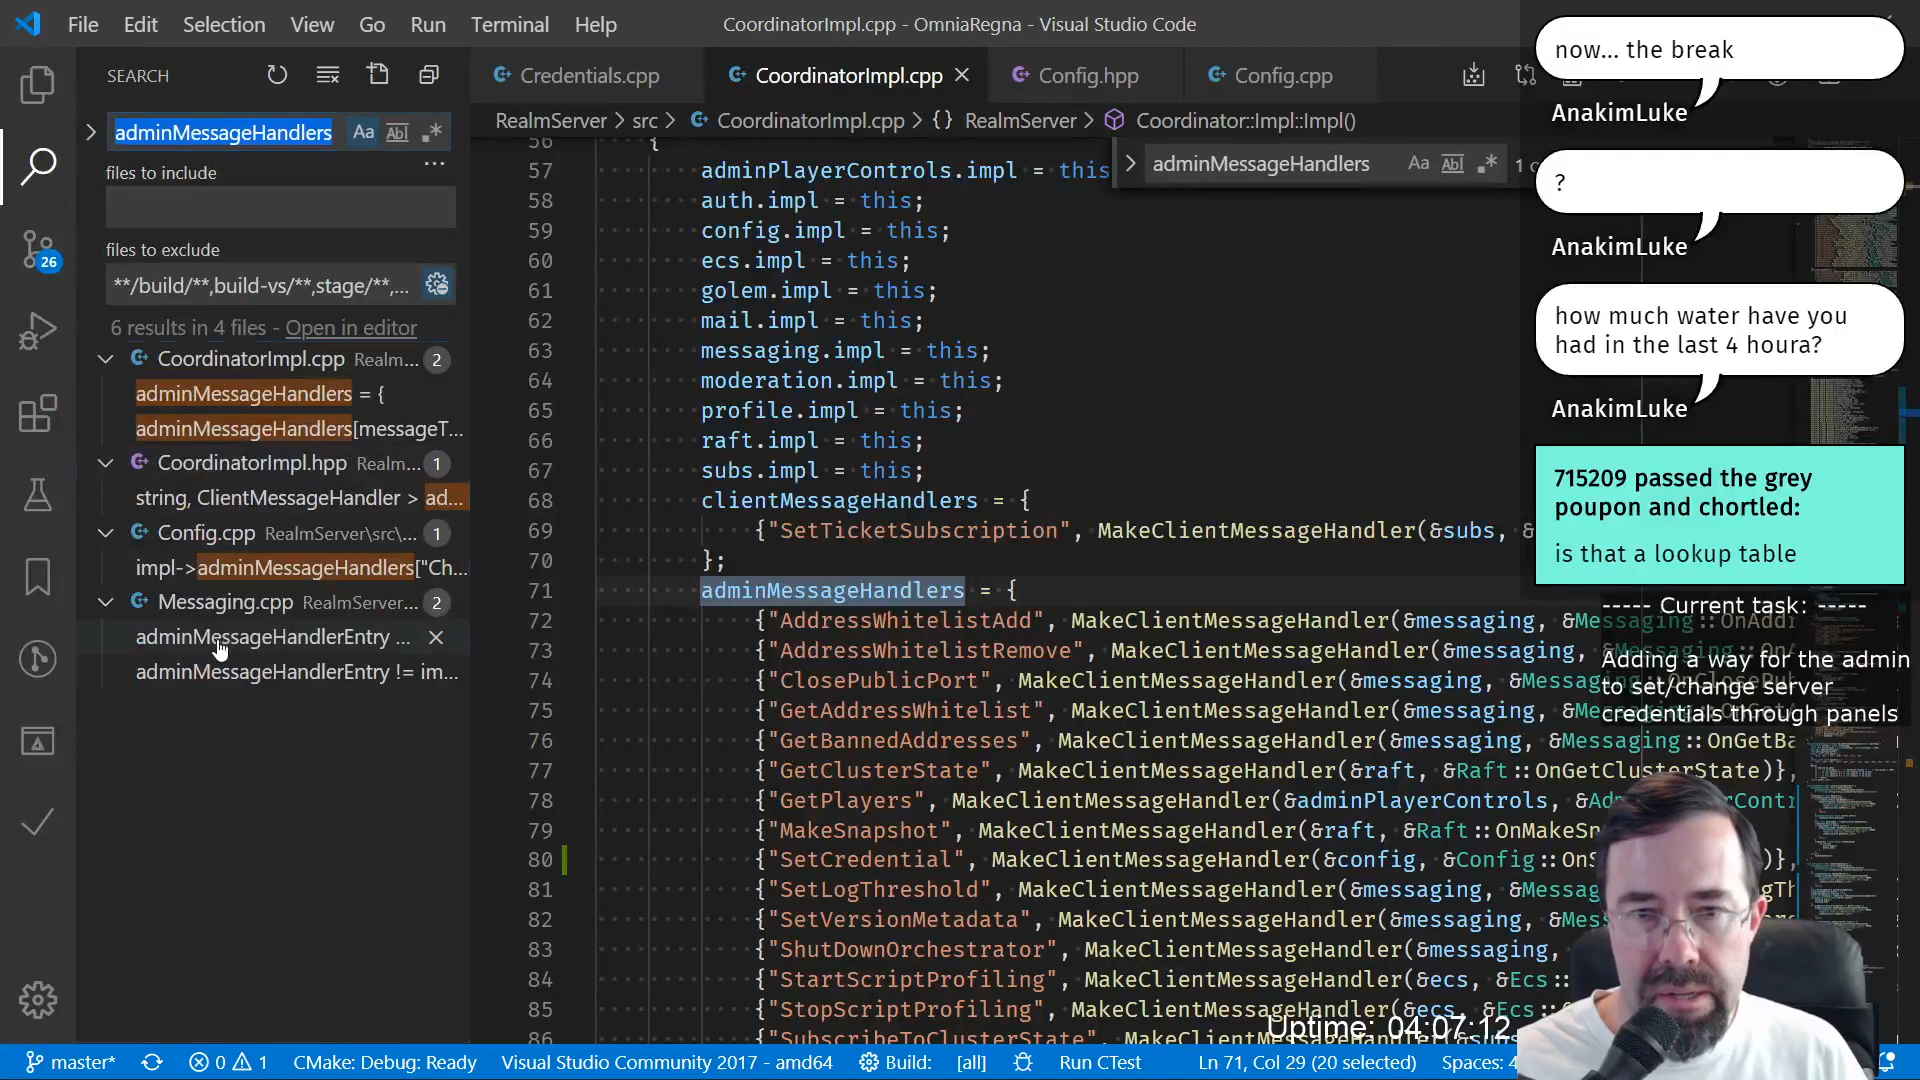 File Edit Selection View Go Run Terminal Help
CoordinatorImpl.cpp - OmniaRegna - Visual Studio Code
SEARCH
adminMessageHandlers
files to include
files to exclude
**/build/**,build-vs/**,stage/**,...
6 results in 4 files - Open in editor
CoordinatorImpl.cpp Realm... 2
adminMessageHandlers = {
adminMessageHandlers[messageT...
CoordinatorImpl.hpp Realm... 1
string, ClientMessageHandler > ad...
Config.cpp RealmServer\src\... 1
impl->adminMessageHandlers["Ch...
Messaging.cpp RealmServer... 2
adminMessageHandlerEntry ...
adminMessageHandlerEntry != im...
26
Credentials.cpp CoordinatorImpl.cpp Config.hpp Config.cpp
RealmServer > src > CoordinatorImpl.cpp > {} RealmServer > Coordinator::Impl::Impl()
adminMessageHandlers
56 {
57 adminPlayerControls.impl = this
58 auth.impl = this;
59 config.impl = this;
60 ecs.impl = this;
61 golem.impl = this;
62 mail.impl = this;
63 messaging.impl = this;
64 moderation.impl = this;
65 profile.impl = this;
66 raft.impl = this;
67 subs.impl = this;
68 clientMessageHandlers = {
69 {"SetTicketSubscription", MakeClientMessageHandler(&subs, &
70 };
71 adminMessageHandlers = {
72 {"AddressWhitelistAdd", MakeClientMessageHandler(&messaging, &Messaging::OnAddr
73 {"AddressWhitelistRemove", MakeClientMessageHandler(&messaging,
74 {"ClosePublicPort", MakeClientMessageHandler(&messaging,
75 {"GetAddressWhitelist", MakeClientMessageHandler(&messaging,
76 {"GetBannedAddresses", MakeClientMessageHandler(&messaging, &Messaging::OnGetBa
77 {"GetClusterState", MakeClientMessageHandler(&raft, &Raft::OnGetClusterState)},
78 {"GetPlayers", MakeClientMessageHandler(&adminPlayerControls,
79 {"MakeSnapshot", MakeClientMessageHandler(&raft, &Raft::OnMakeSn
80 {"SetCredential", MakeClientMessageHandler(&config, &Config::OnS
81 {"SetLogThreshold", MakeClientMessageHandler(&messaging, &Messag
82 {"SetVersionMetadata", MakeClientMessageHandler(&messaging,
83 {"ShutDownOrchestrator", MakeClientMessageHandler(&messaging,
84 {"StartScriptProfiling", MakeClientMessageHandler(&ecs, &Ecs::
85 {"StopScriptProfiling", MakeClientMessageHandler(&ecs, &Ecs::
86 {"SubscribeToClusterState",
now... the break
AnakimLuke
?
AnakimLuke
how much water have you
had in the last 4 houra?
AnakimLuke
715209 passed the grey
poupon and chortled:
is that a lookup table
----- Current task: -----
Adding a way for the admin
to set/change server
credentials through panels
Uptime: 04:07:12
master* 0 1 CMake: Debug: Ready Visual Studio Community 2017 - amd64 Build: [all] Run CTest Ln 71, Col 29 (20 selected) Spaces: 4